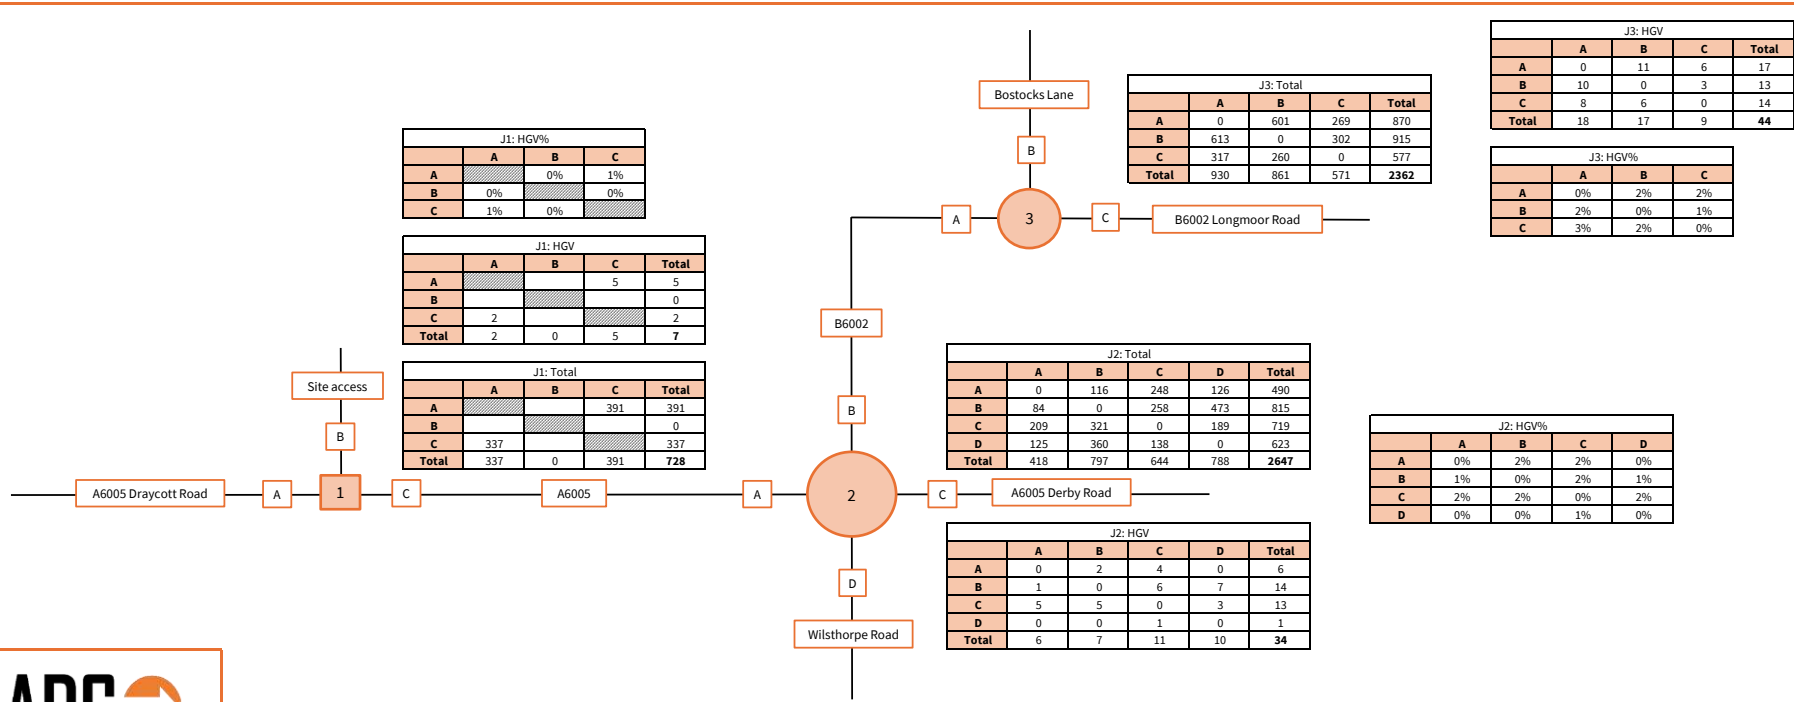 J3: HGV
A B C Total
A 0 11 6 17
B 10 0 3 13
C 8 6 0 14
Total 18 17 9 44
Bostocks Lane
J3: Total
A B C Total
A 0 601 269 870
B 613 0 302 915
C 317 260 0 577
Total 930 861 571 2362
J1: HGV%
A B C
A 0% 1%
B 0% 0%
C 1% 0%
B
J3: HGV%
A B C
A 0% 2% 2%
B 2% 0% 1%
C 3% 2% 0%
A
3
C
B6002 Longmoor Road
J1: HGV
A B C Total
A 5 5
B 0
C 2 2
Total 2 0 5 7
B6002
Site access
J1: Total
A B C Total
A 391 391
B 0
C 337 337
Total 337 0 391 728
J2: Total
A B C D Total
A 0 116 248 126 490
B 84 0 258 473 815
C 209 321 0 189 719
D 125 360 138 0 623
Total 418 797 644 788 2647
B
B
J2: HGV%
A B C D
A 0% 2% 2% 0%
B 1% 0% 2% 1%
C 2% 2% 0% 2%
D 0% 0% 1% 0%
A6005 Draycott Road
A
1
C
A6005
A
2
C
A6005 Derby Road
J2: HGV
A B C D Total
A 0 2 4 0 6
B 1 0 6 7 14
C 5 5 0 3 13
D 0 0 1 0 1
Total 6 7 11 10 34
D
Wilsthorpe Road